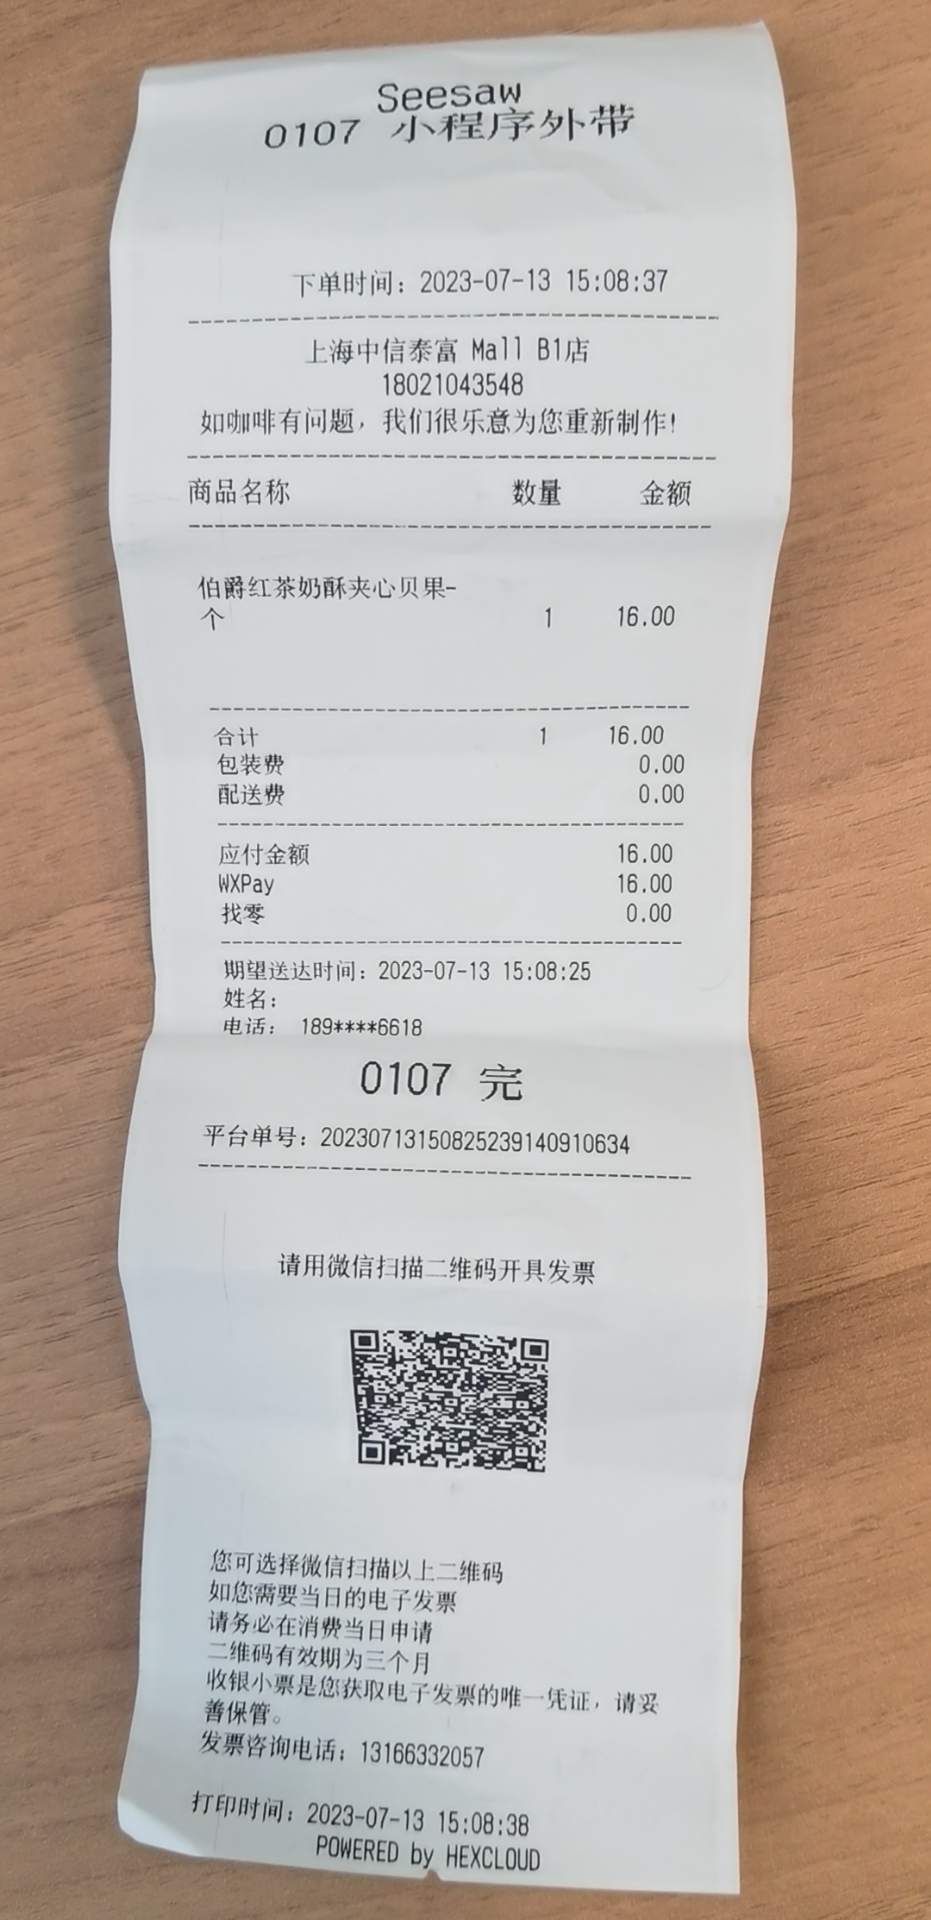 Seesaw
0107 小程序外带
下单时间：2023-07-13 15:08:37
上海中信泰富 Mall B1店
18021043548
如咖啡有问题，我们很乐意为您重新制作！
商品名称 数量 金额
伯爵红茶奶酥夹心贝果-
个 1 16.00
合计 1 16.00
包装费 0.00
配送费 0.00
应付金额 16.00
WXPay 16.00
找零 0.00
期望送达时间：2023-07-13 15:08:25
姓名：
电话： 189****6618
0107 完
平台单号：20230713150825239140910634
请用微信扫描二维码开具发票
您可选择微信扫描以上二维码
如您需要当日的电子发票
请务必在消费当日申请
二维码有效期为三个月
收银小票是您获取电子发票的唯一凭证，请妥
善保管。
发票咨询电话：13166332057
打印时间：2023-07-13 15:08:38
POWERED by HEXCLOUD